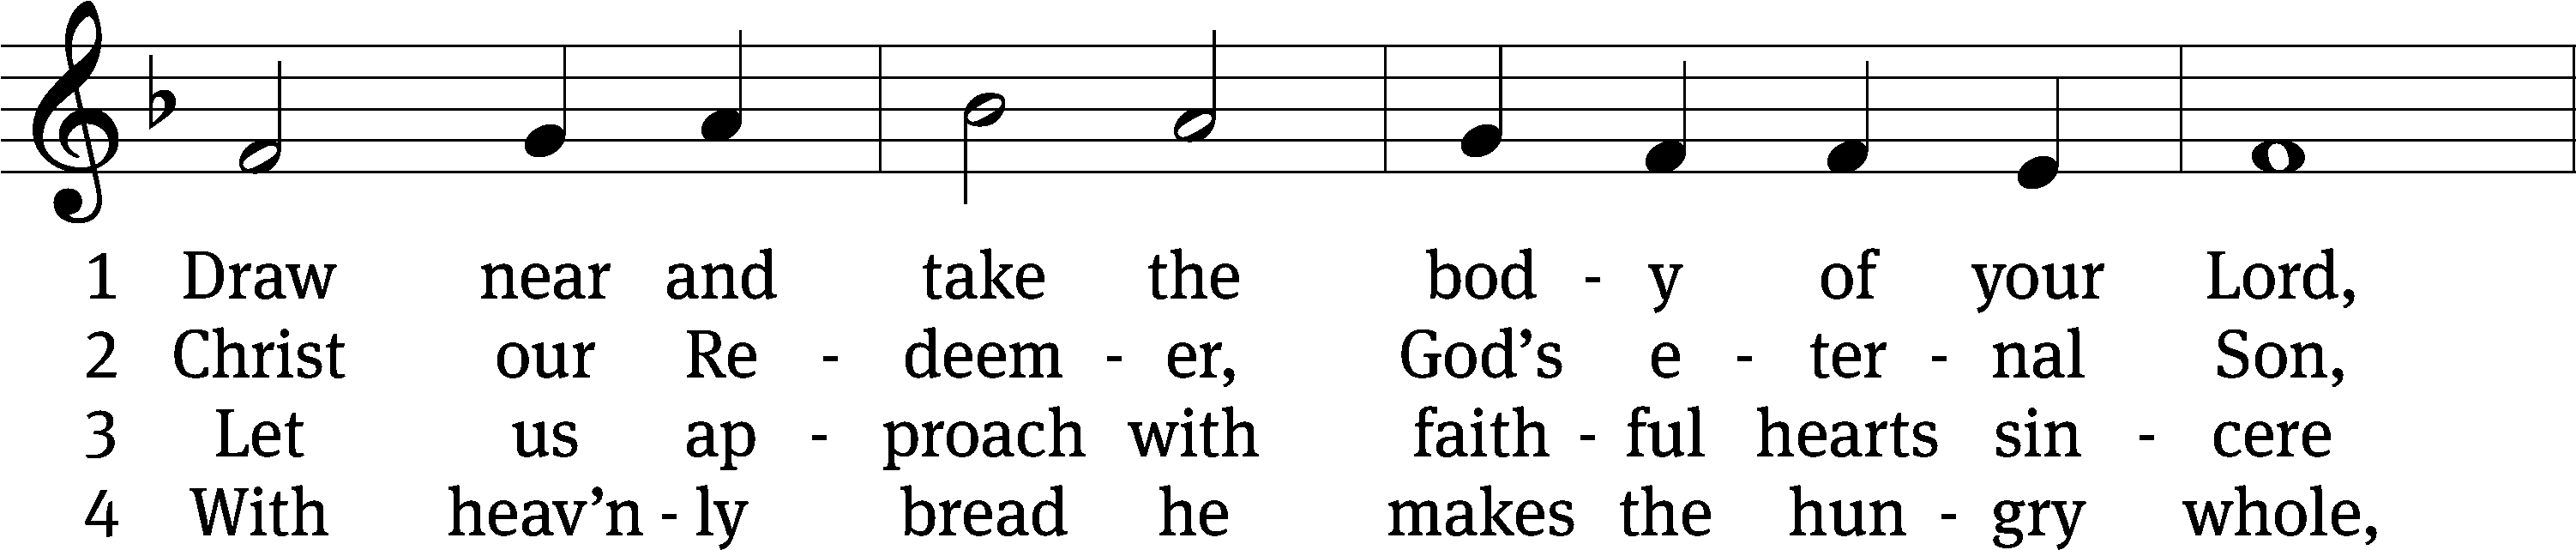 1 Draw near and take the bod - y of your Lord,
2 Christ our Re - deem - er, God’s e - ter - nal Son,
3 Let us ap - proach with faith - ful hearts sin - cere
4 With heav’n - ly bread he makes the hun - gry whole,